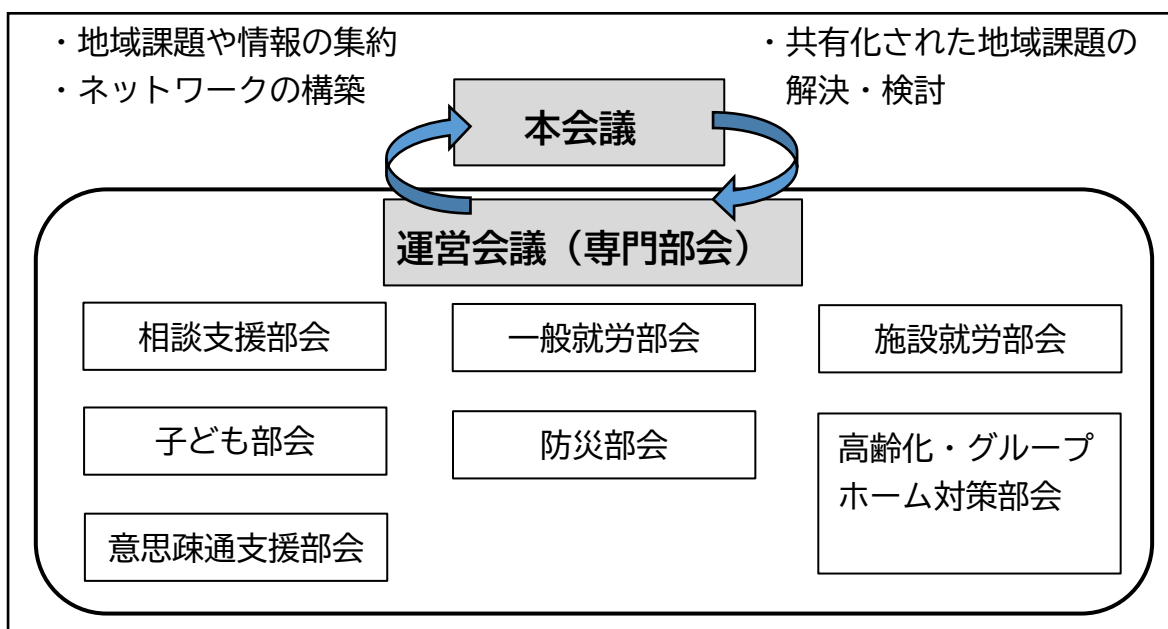 ・地域課題や情報の集約
・ネットワークの構築
・共有化された地域課題の
解決・検討
本会議
運営会議（専門部会）
相談支援部会
一般就労部会
施設就労部会
子ども部会
防災部会
高齢化・グループ
ホーム対策部会
意思疎通支援部会